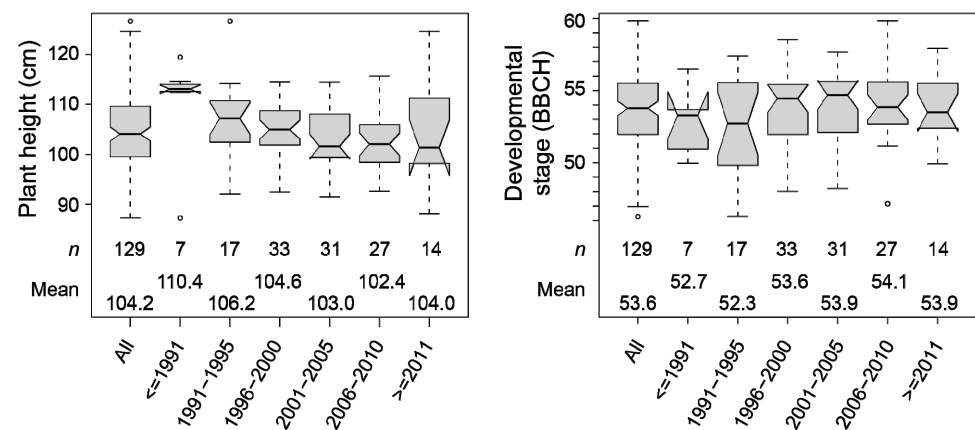 Plant height (cm)
120
110
100
90
n
129 7 17 33 31 27 14
Mean
110.4 104.6 102.4
104.2 106.2 103.0 104.0
All
<=1991
1991−1995
1996−2000
2001−2005
2006−2010
>=2011
Developmental
stage (BBCH)
60
55
50
n
129 7 17 33 31 27 14
Mean
52.7 53.6 54.1
53.6 52.3 53.9 53.9
All
<=1991
1991−1995
1996−2000
2001−2005
2006−2010
>=2011